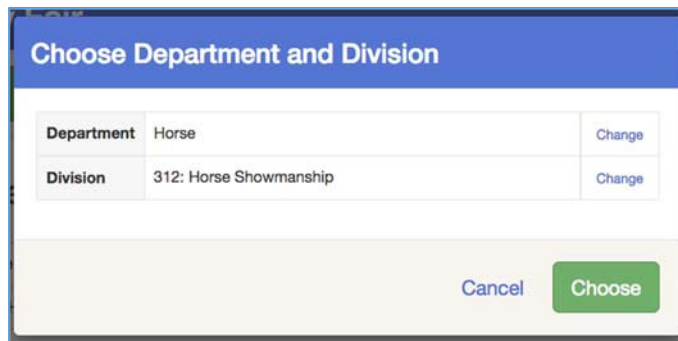 Choose Department and Division
Department Horse Change
Division 312: Horse Showmanship Change
Cancel Choose